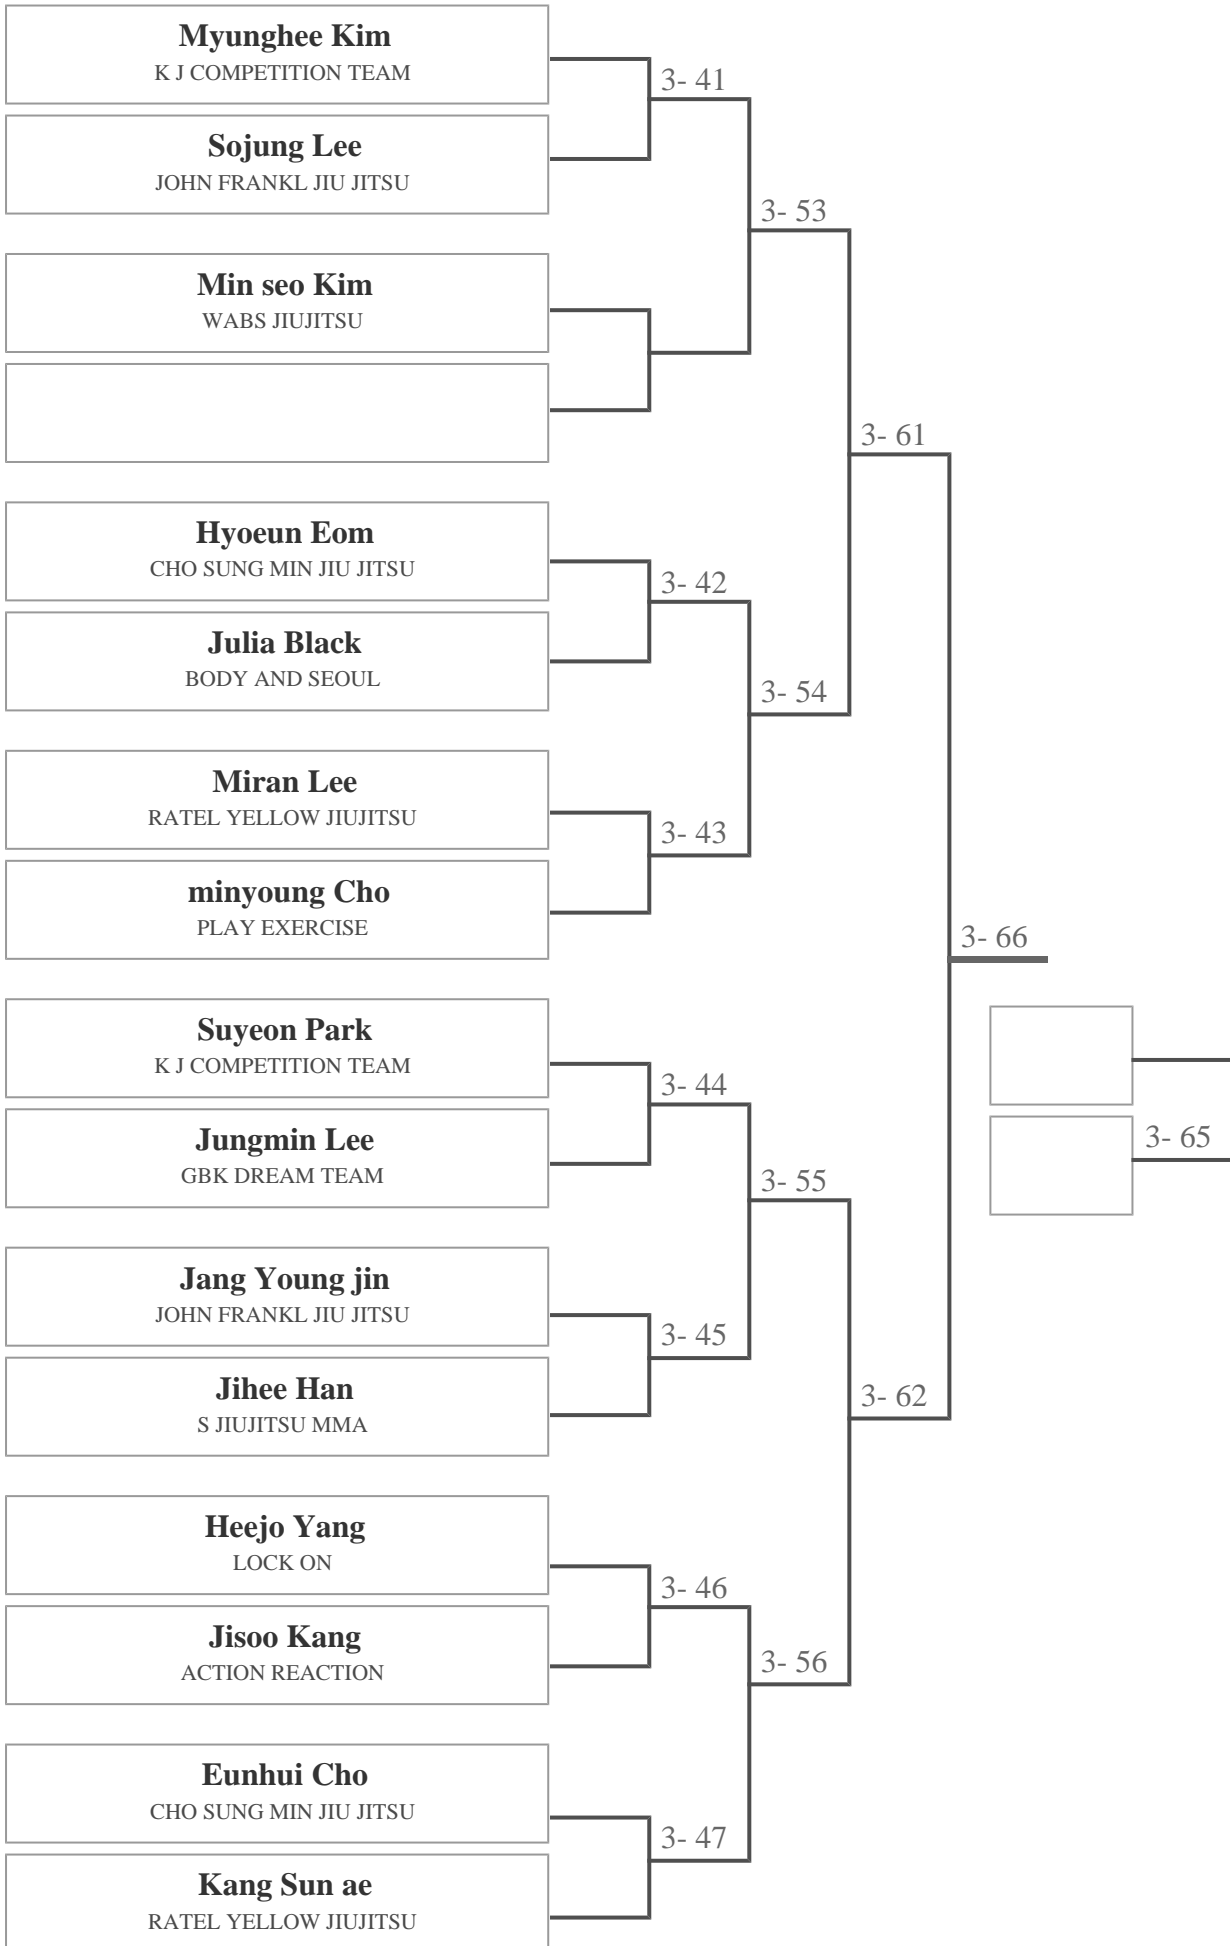 Myunghee Kim
K J COMPETITION TEAM
3- 41
Sojung Lee
JOHN FRANKL JIU JITSU
3- 53
Min seo Kim
WABS JIUJITSU
3- 61
Hyoeun Eom
CHO SUNG MIN JIU JITSU
3- 42
Julia Black
BODY AND SEOUL
3- 54
Miran Lee
RATEL YELLOW JIUJITSU
3- 43
minyoung Cho
PLAY EXERCISE
3- 66
Suyeon Park
K J COMPETITION TEAM
3- 44
Jungmin Lee
GBK DREAM TEAM
3- 65
3- 55
Jang Young jin
JOHN FRANKL JIU JITSU
3- 45
Jihee Han
S JIUJITSU MMA
3- 62
Heejo Yang
LOCK ON
3- 46
Jisoo Kang
ACTION REACTION
3- 56
Eunhui Cho
CHO SUNG MIN JIU JITSU
3- 47
Kang Sun ae
RATEL YELLOW JIUJITSU